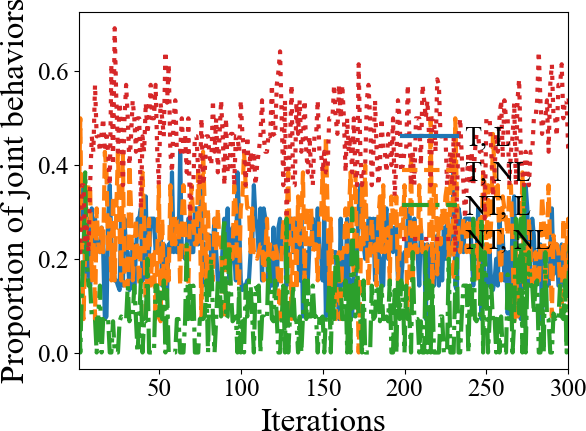 Proportion of joint behaviors
0.6
0.4
0.2
0.0
T, L
T, NL
NT, L
NT, NL
50
100
150
200
250
300
Iterations